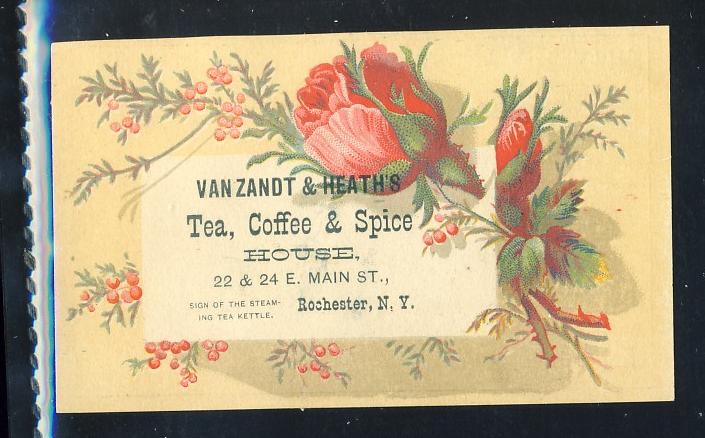 VAN ZANDT & HEATH'S
Tea, Coffee & Spice
HOUSE,
22 & 24 E. MAIN ST.,
SIGN OF THE STEAM-
ING TEA KETTLE.
Rochester, N. Y.